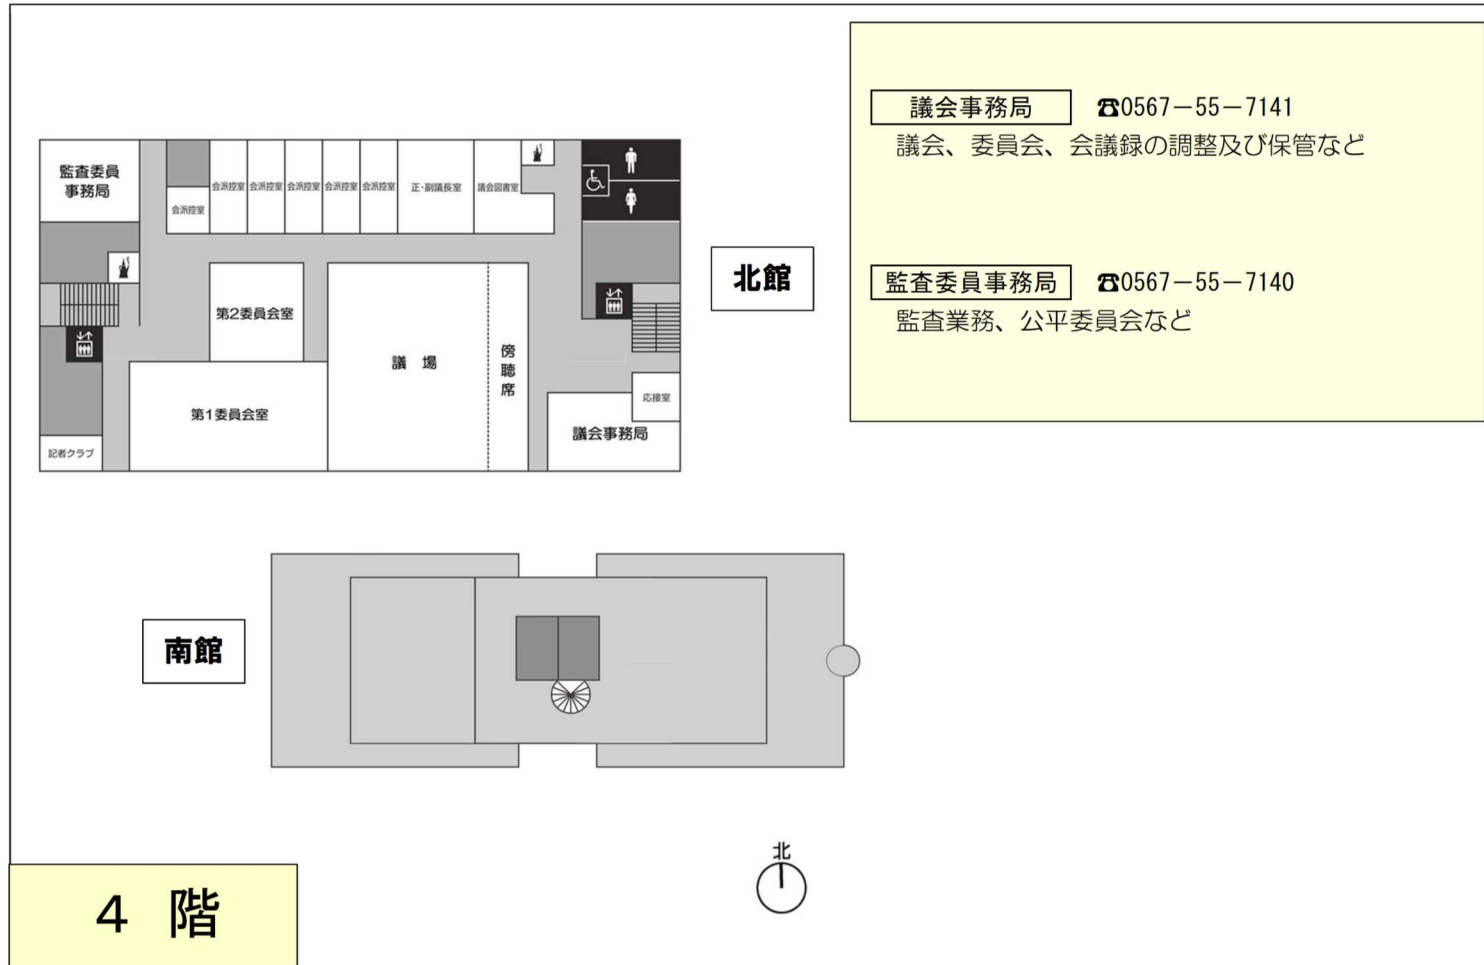 議会事務局 ☎0567-55-7141
議会、委員会、会議録の調整及び保管など
監査委員事務局 ☎0567-55-7140
監査業務、公平委員会など
監査委員
事務局
会派控室
会派控室
会派控室
会派控室
会派控室
会派控室
正・副議長室
議会図書室
北館
第2委員会室
議 場
傍聴席
第1委員会室
応接室
議会事務局
記者クラブ
南館
北
4 階